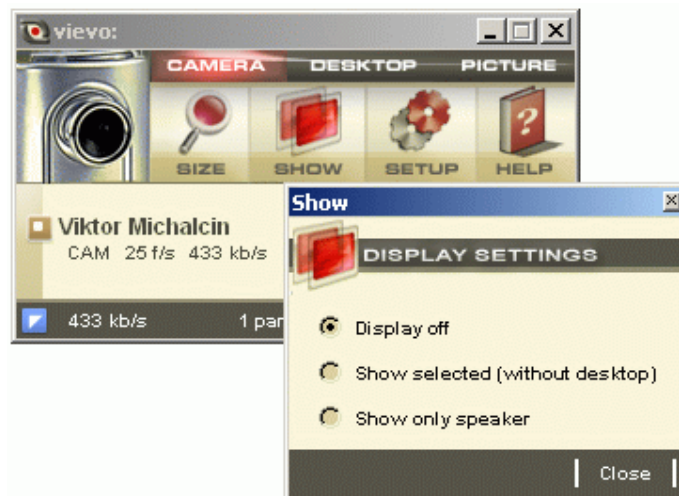 vievo:
CAMERA DESKTOP PICTURE
SIZE SHOW SETUP HELP
Viktor Michalcin
CAM 25 f/s 433 kb/s
433 kb/s 1 par
Show
DISPLAY SETTINGS
Display off
Show selected (without desktop)
Show only speaker
Close